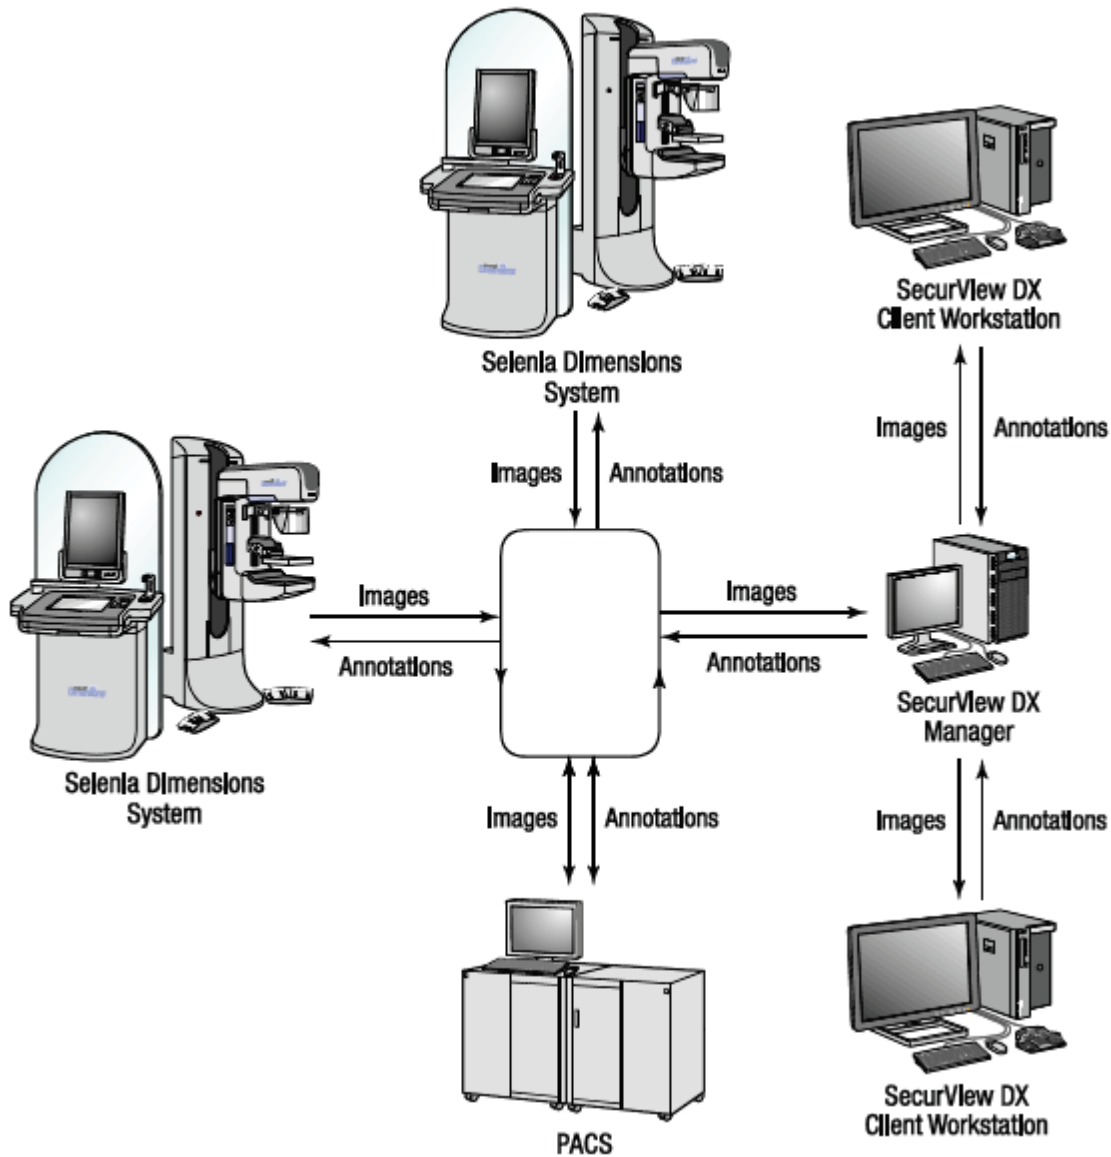 Selenia Dimensions
System
SecurView DX
Client Workstation
Images
Annotations
Images
Annotations
Images
Annotations
Images
Annotations
Selenia Dimensions
System
SecurView DX
Manager
Images
Annotations
Images
Annotations
PACS
SecurView DX
Client Workstation